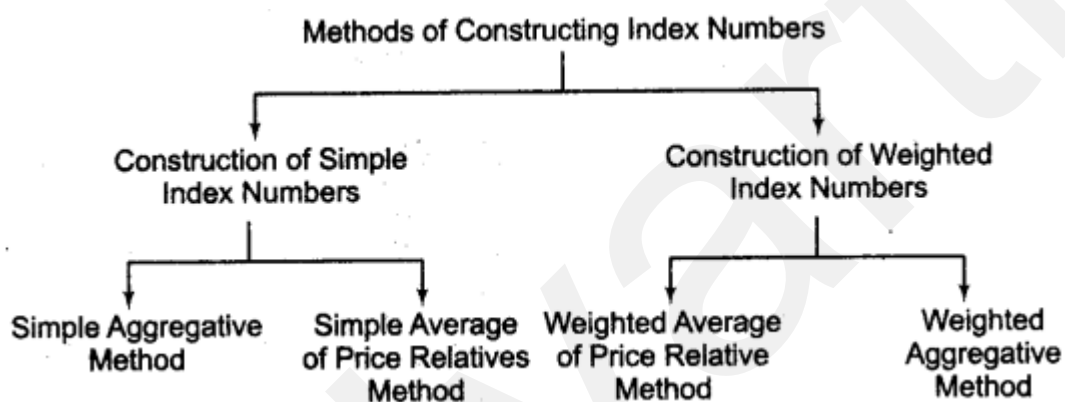 Methods of Constructing Index Numbers
Construction of Simple
Index Numbers
Construction of Weighted
Index Numbers
Simple Aggregative
Method
Simple Average
of Price Relatives
Method
Weighted Average
of Price Relative
Method
Weighted
Aggregative
Method